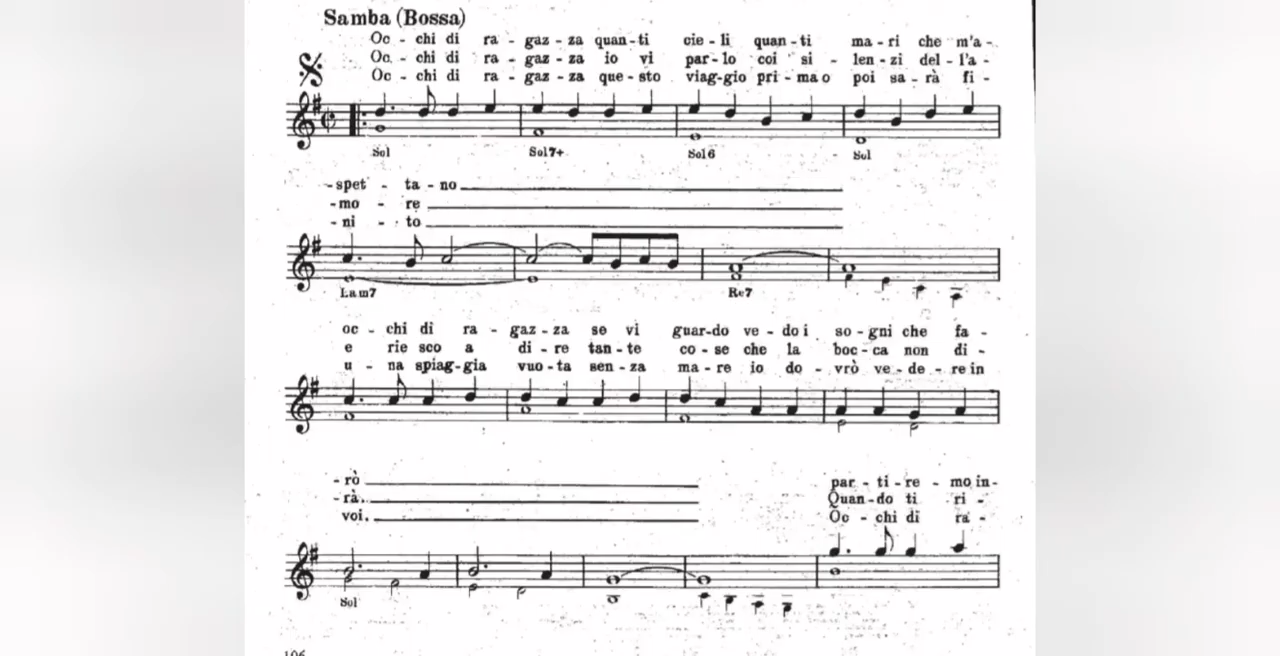 Samba (Bossa)
Oc - chi di ra - gaz - za quan - ti cie - li quan - ti ma - ri che m'a -
Oc - chi di ra - gaz - za io vi par - lo coi si - len - zi del - l'a -
Oc - chi di ra - gaz - za que - sto viag - gio pri - ma o poi sa - rà fi -
Sol Sol7+ Sol6 Sol
- spet - ta - no
- mo - re
- ni - to
Lam7 Re7
oc - chi di ra - gaz - za se vi guar - do ve - do i so - gni che fa -
e rie sco a di - re tan - te co - se che la boc - ca non di -
u - na spiag - gia vuo - ta sen - za ma - re io do - vrò ve - de - re in
- rò par - ti - re - mo in -
- rà. Quan - do ti ri -
voi. Oc - chi di ra -
Sol
106